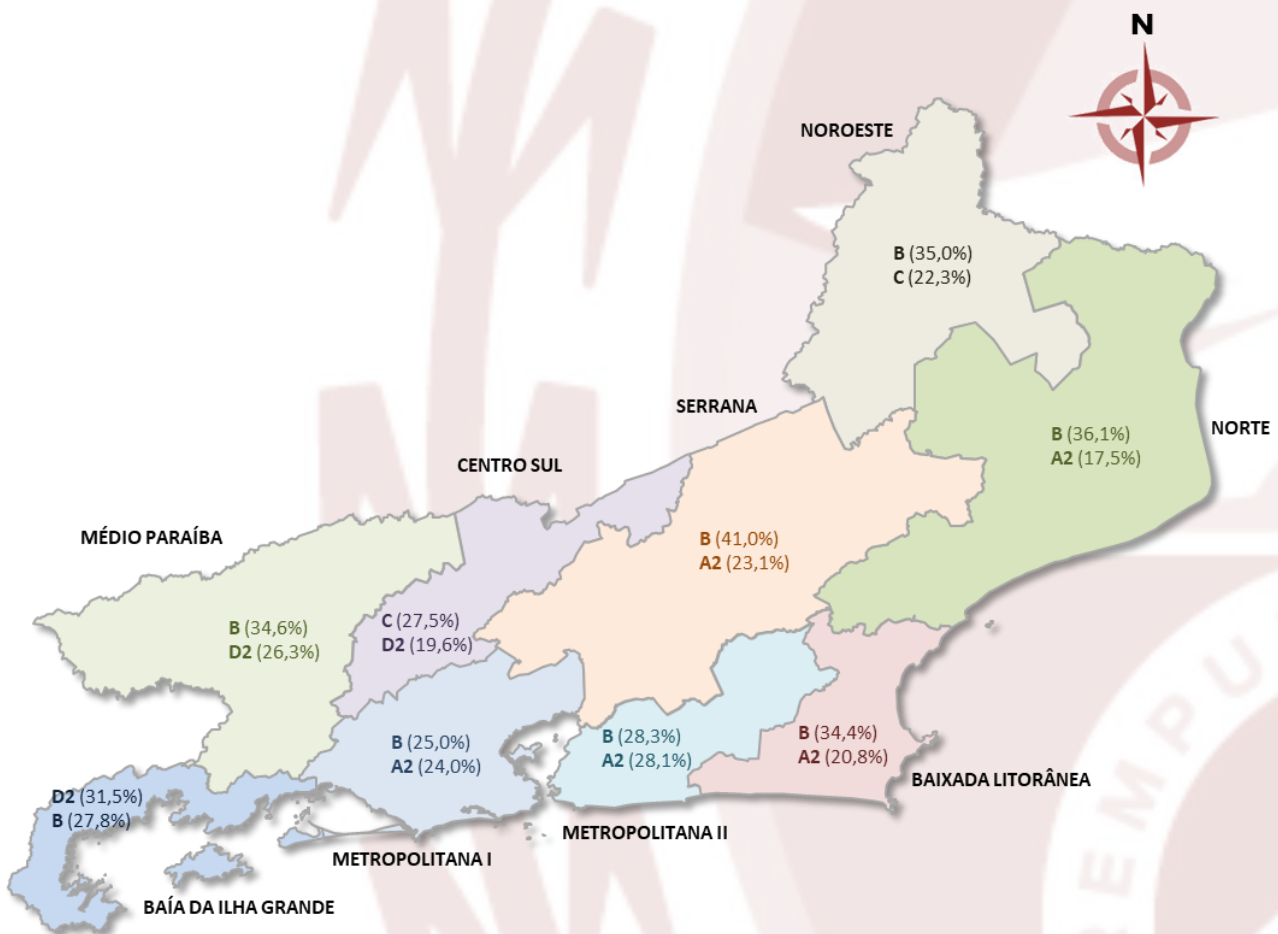 N
NOROESTE
B (35,0%)
C (22,3%)
SERRANA
NORTE
B (36,1%)
A2 (17,5%)
CENTRO SUL
MÉDIO PARAÍBA
B (41,0%)
A2 (23,1%)
B (34,6%)
D2 (26,3%)
C (27,5%)
D2 (19,6%)
B (25,0%)
A2 (24,0%)
B (28,3%)
A2 (28,1%)
B (34,4%)
A2 (20,8%)
BAIXADA LITORÂNEA
D2 (31,5%)
B (27,8%)
METROPOLITANA II
METROPOLITANA I
BAÍA DA ILHA GRANDE
REMPU